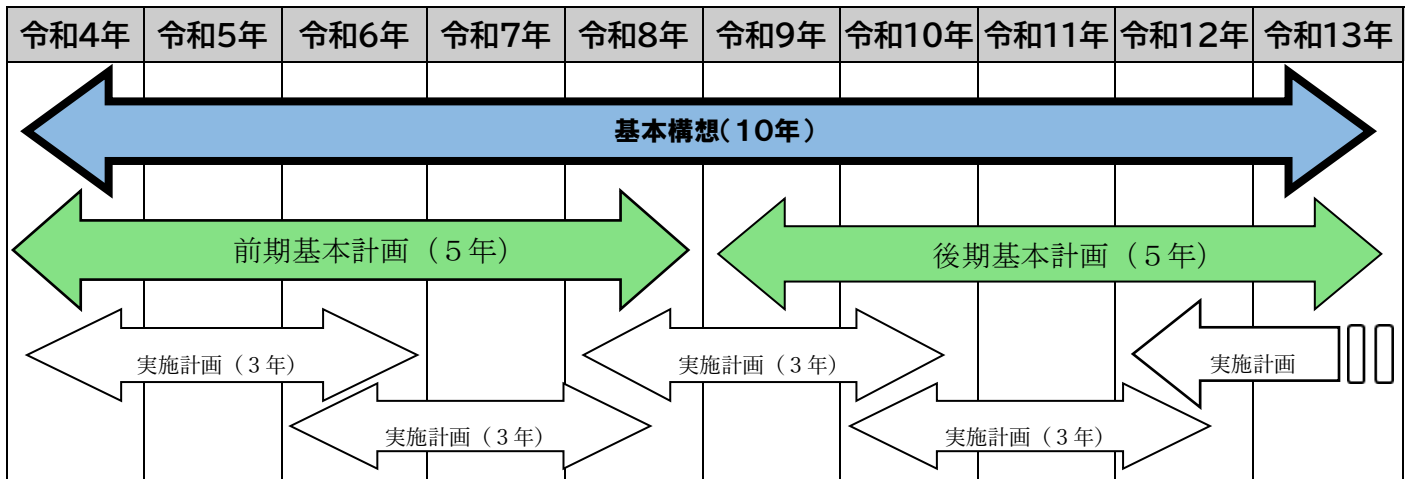 令和4年 令和5年 令和6年 令和7年 令和8年 令和9年 令和10年 令和11年 令和12年 令和13年
基本構想(10年)
前期基本計画（５年） 後期基本計画（５年）
実施計画（３年） 実施計画（３年） 実施計画
実施計画（３年） 実施計画（３年）